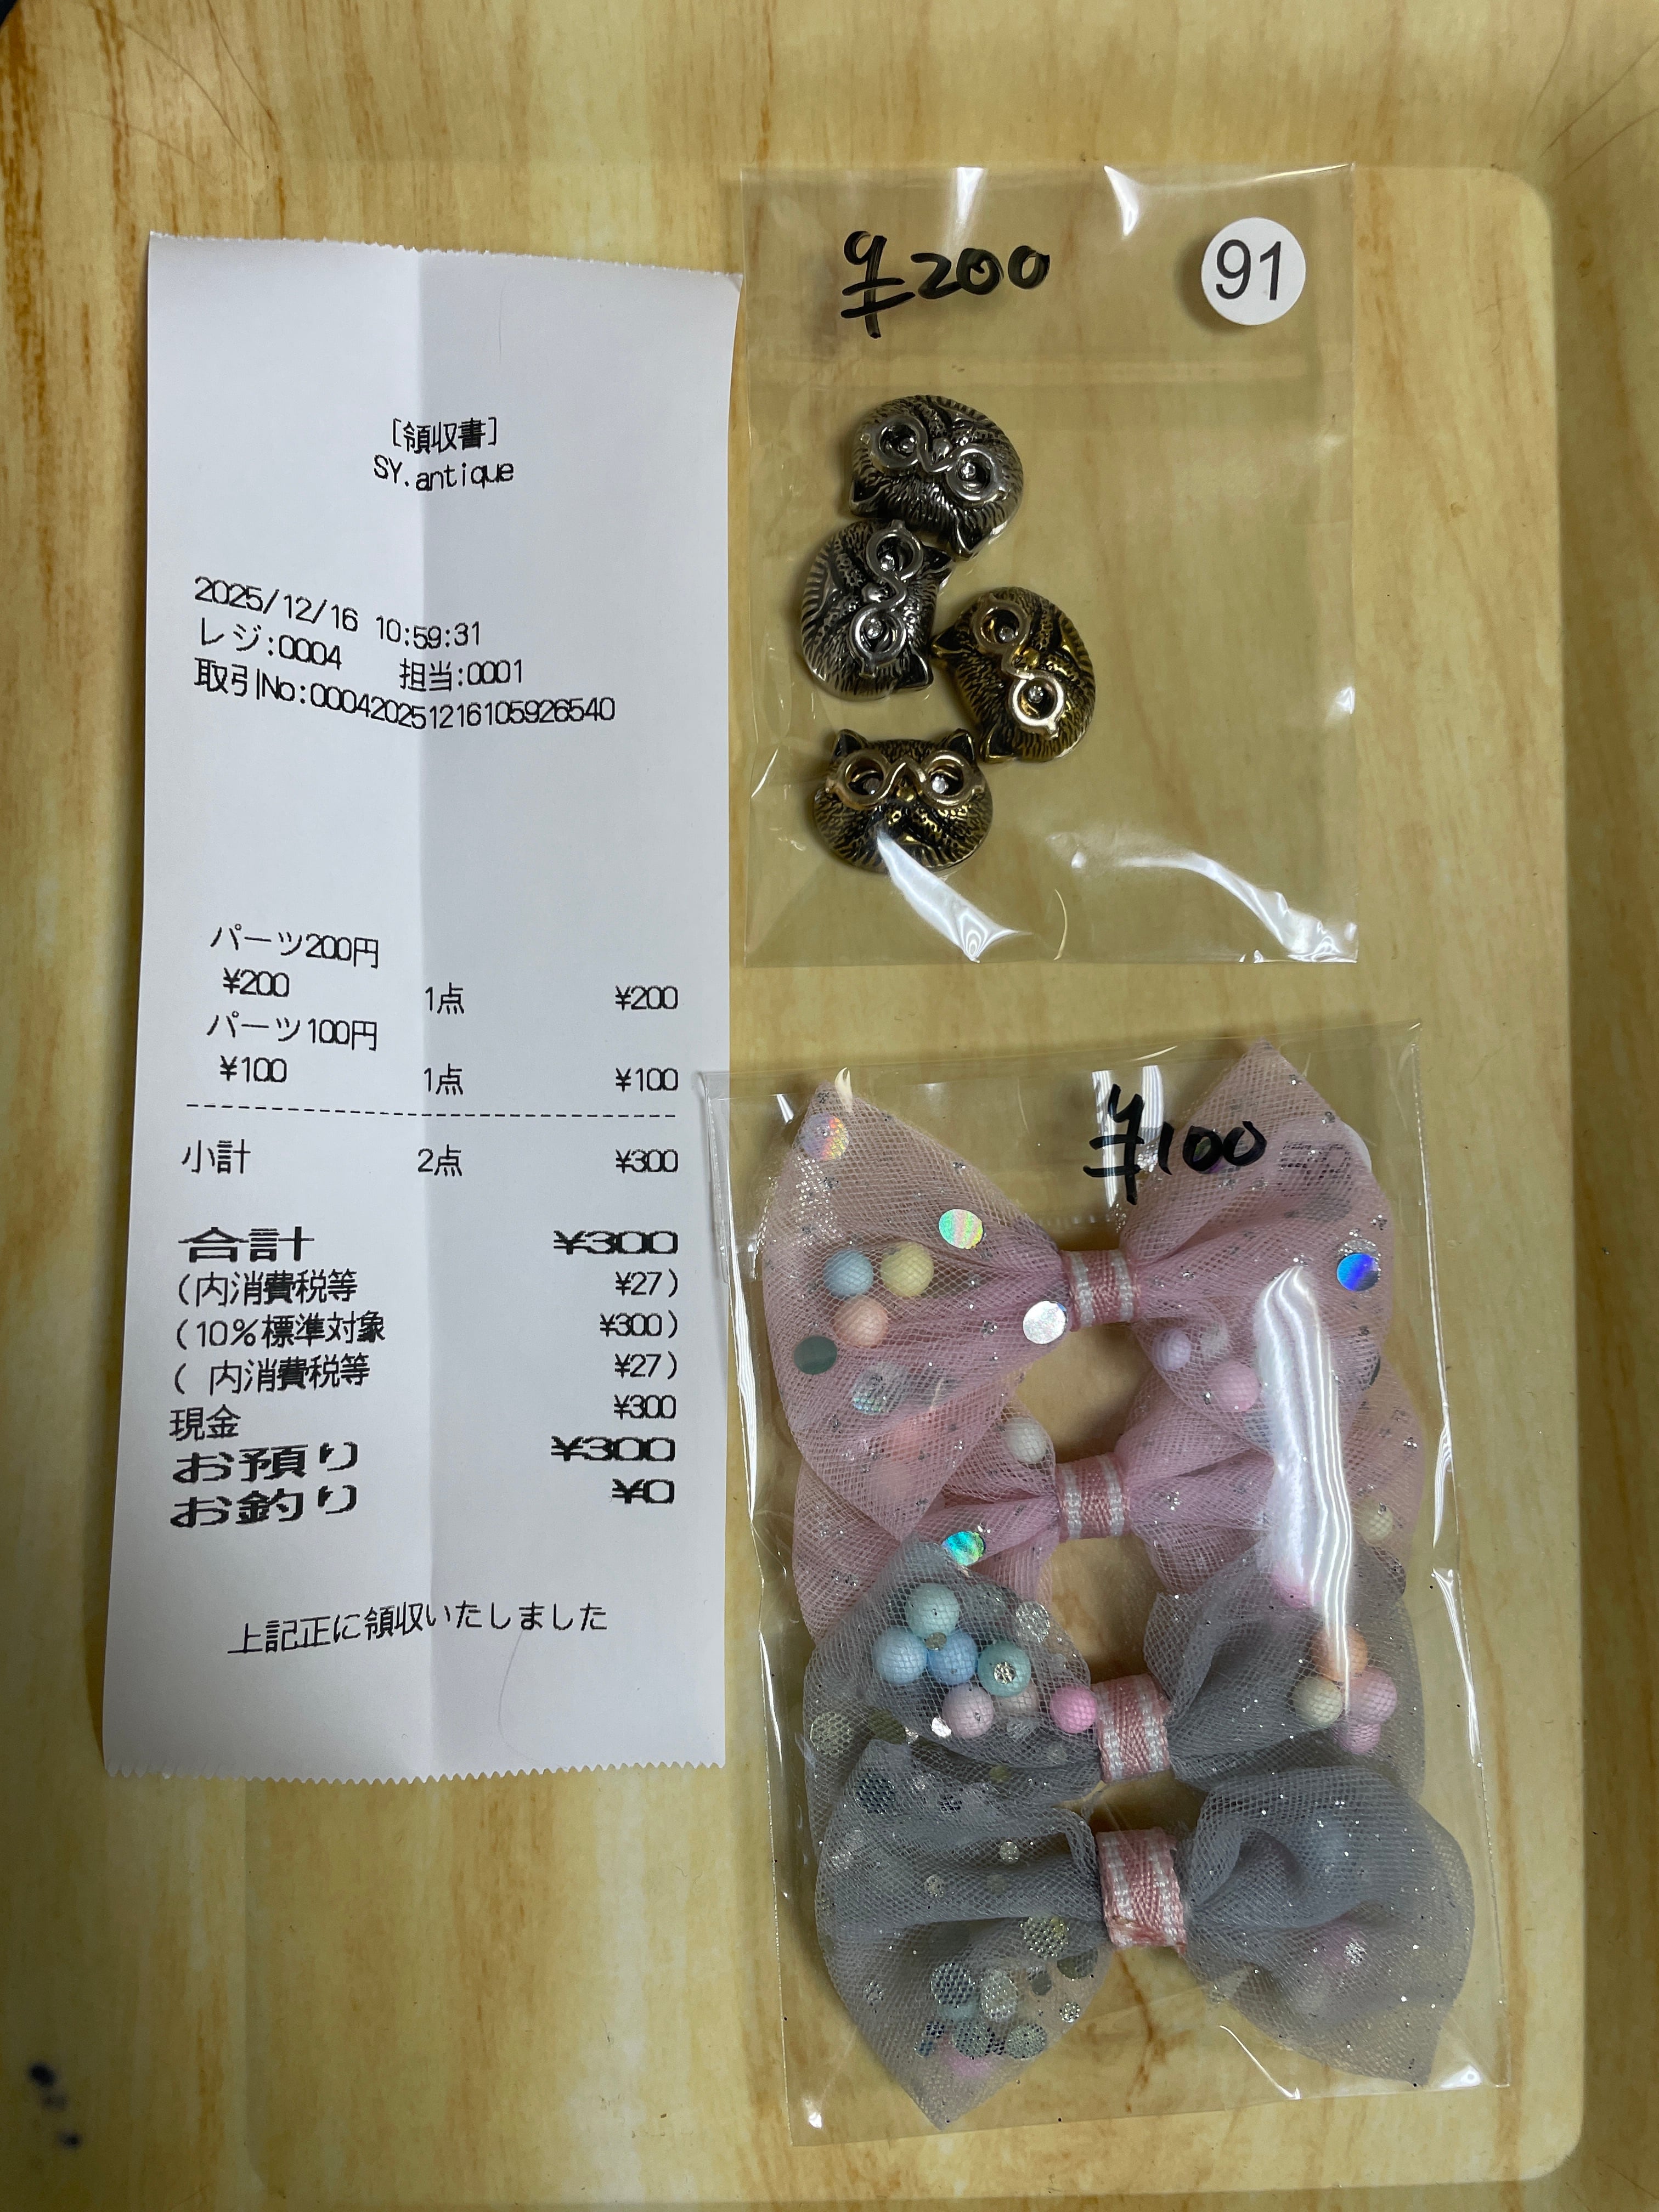 [領収書]
SY.antique
2025/12/16 10:59:31
レジ:0004 担当:0001
取引No:00042025121610592​6540
パーツ200円
¥200 1点 ¥200
パーツ100円
¥100 1点 ¥100
小計 2点 ¥300
合計 ¥300
(内消費税等 ¥27)
(10%標準対象 ¥300)
( 内消費税等 ¥27)
現金 ¥300
お預り ¥300
お釣り ¥0
上記正に領収いたしました
¥200
91
¥100